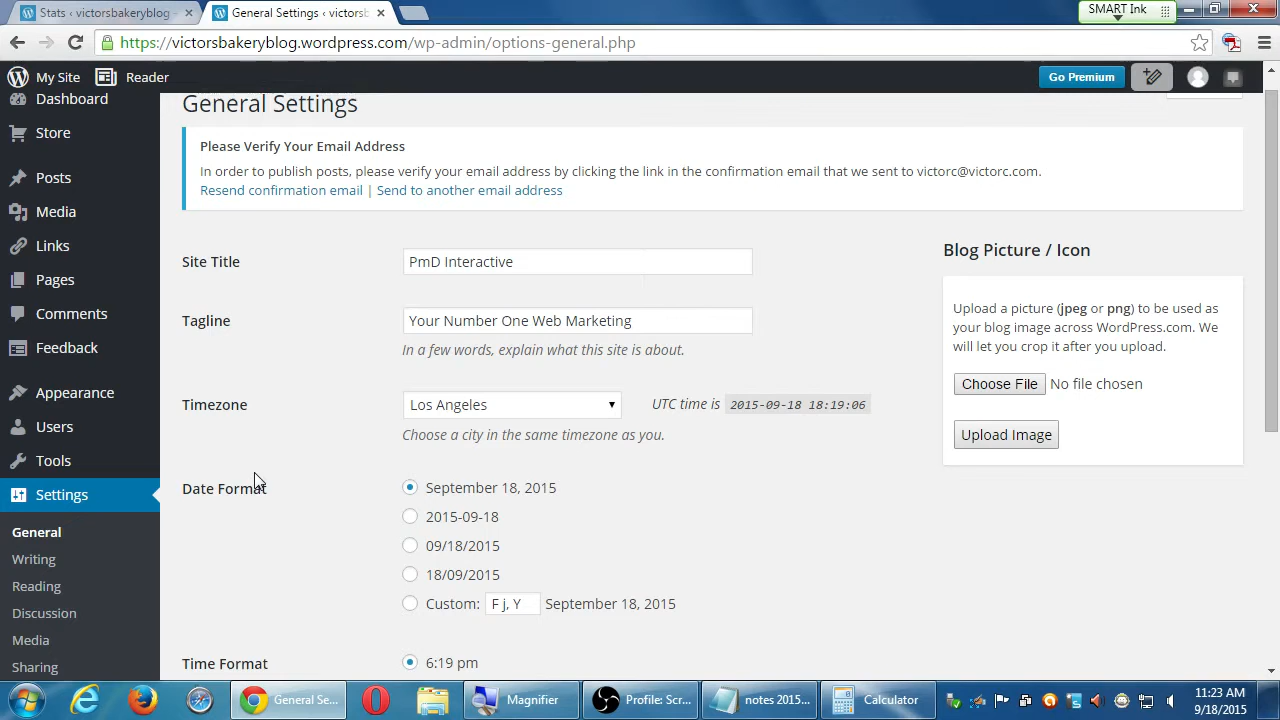 Stats ‹ victorsbakeryblog –
General Settings ‹ victorsb
SMART Ink
https://victorsbakeryblog.wordpress.com/wp-admin/options-general.php
My Site
Reader
Go Premium
Dashboard
Store
Posts
Media
Links
Pages
Comments
Feedback
Appearance
Users
Tools
Settings
General
Writing
Reading
Discussion
Media
Sharing
General Settings
Please Verify Your Email Address
In order to publish posts, please verify your email address by clicking the link in the confirmation email that we sent to victorc@victorc.com.
Resend confirmation email | Send to another email address
Site Title
PmD Interactive
Tagline
Your Number One Web Marketing
In a few words, explain what this site is about.
Timezone
Los Angeles
UTC time is 2015-09-18 18:19:06
Choose a city in the same timezone as you.
Date Format
September 18, 2015
2015-09-18
09/18/2015
18/09/2015
Custom: F j, Y September 18, 2015
Time Format
6:19 pm
Blog Picture / Icon
Upload a picture (jpeg or png) to be used as
your blog image across WordPress.com. We
will let you crop it after you upload.
Choose File No file chosen
Upload Image
General Se...
Magnifier
Profile: Scr...
notes 2015...
Calculator
11:23 AM
9/18/2015